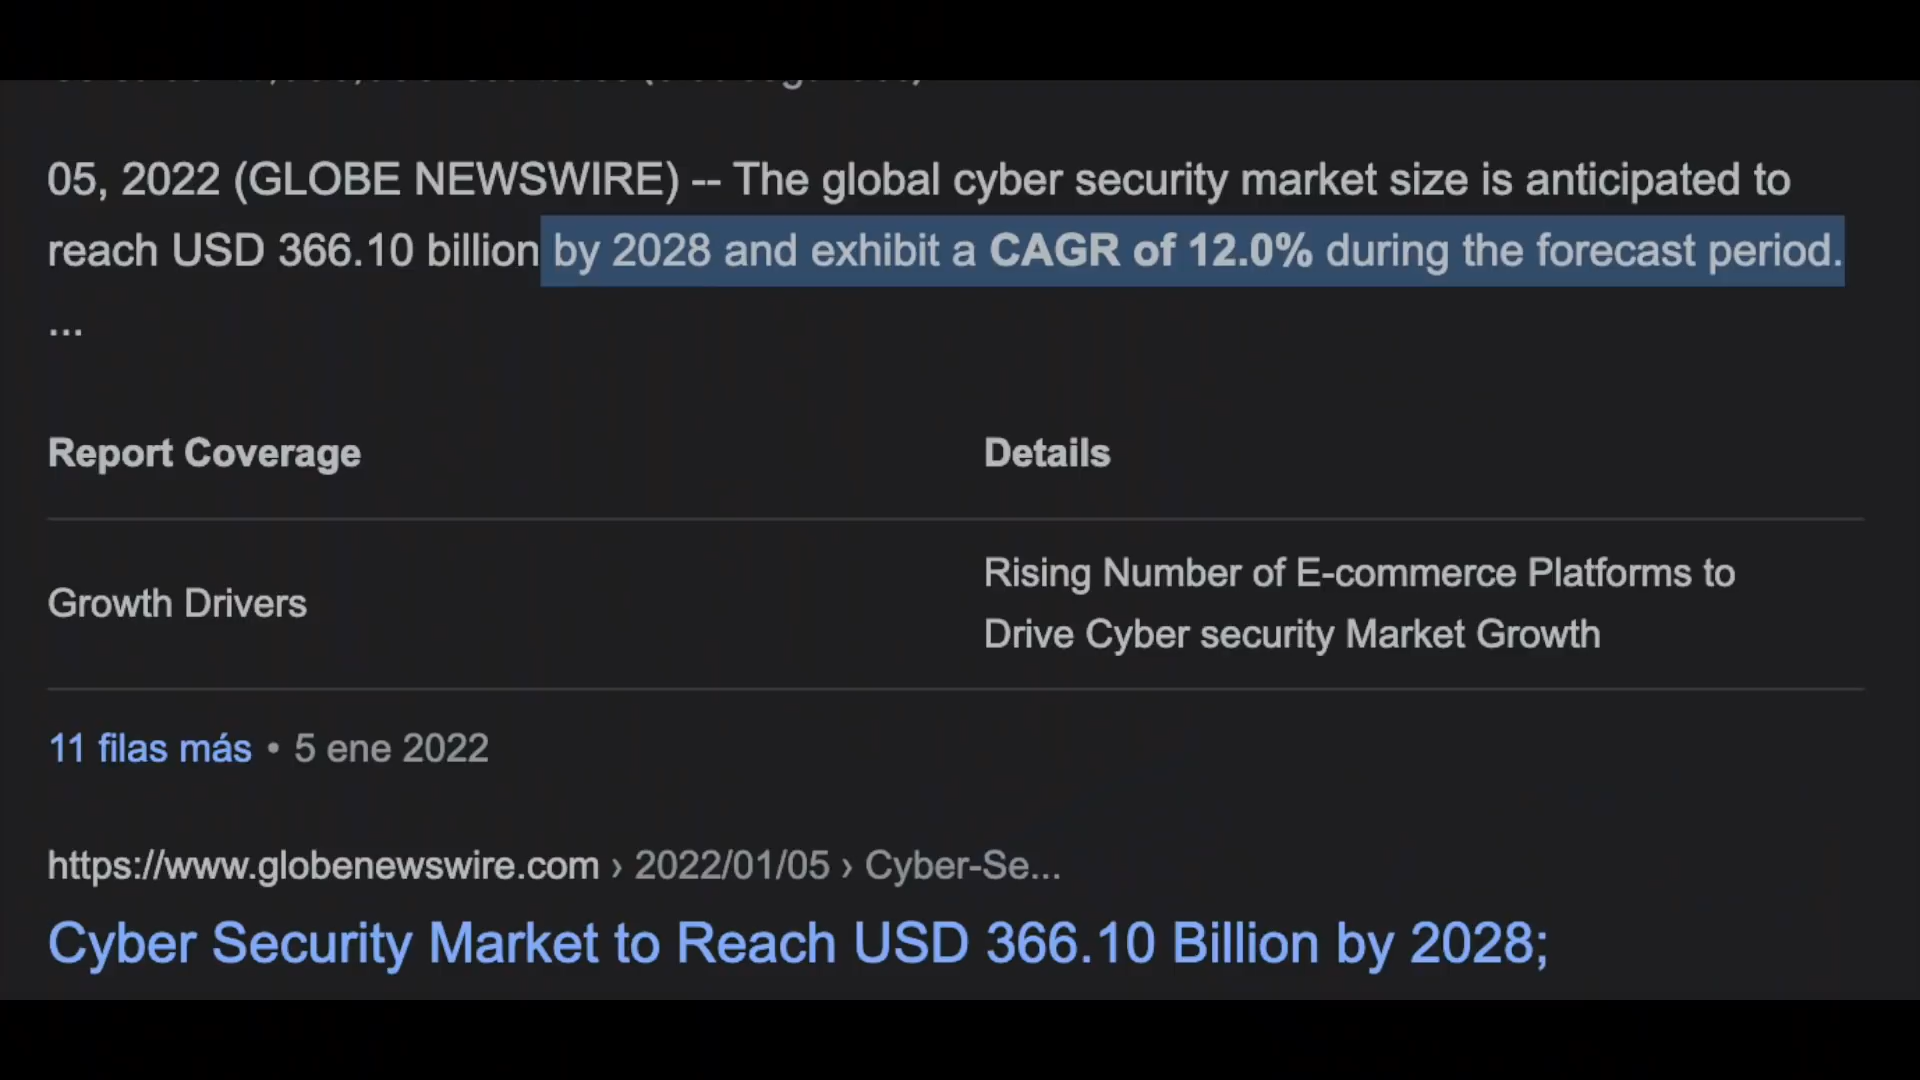 05, 2022 (GLOBE NEWSWIRE) -- The global cyber security market size is anticipated to
reach USD 366.10 billion by 2028 and exhibit a CAGR of 12.0% during the forecast period.
...
Report Coverage Details
Growth Drivers Rising Number of E-commerce Platforms to
Drive Cyber security Market Growth
11 filas más • 5 ene 2022
https://www.globenewswire.com › 2022/01/05 › Cyber-Se...
Cyber Security Market to Reach USD 366.10 Billion by 2028;